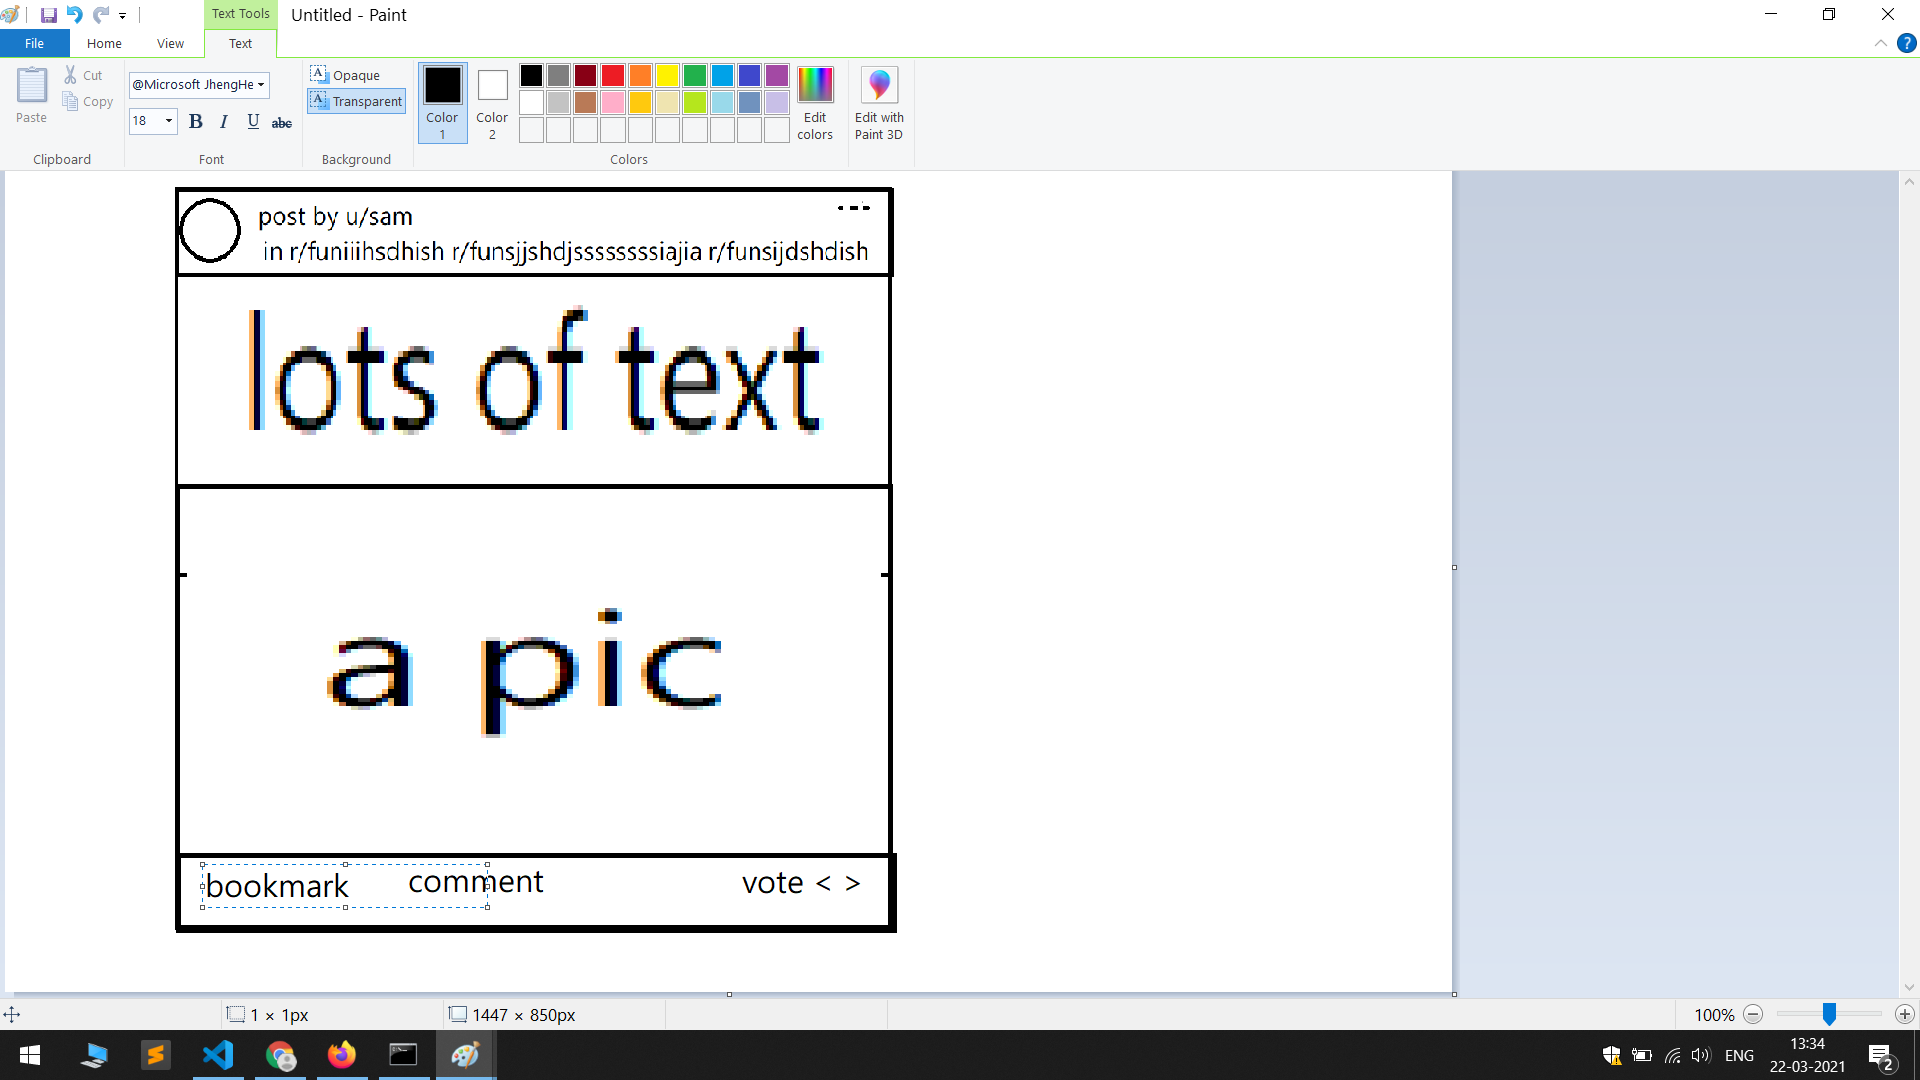 Text Tools
Untitled - Paint
File
Home
View
Text
Paste
Cut
Copy
Clipboard
@Microsoft JhengHe
18
B I U abc
Font
Opaque
Transparent
Background
Color 1
Color 2
Colors
Edit colors
Edit with Paint 3D
post by u/sam
in r/funiiihsdhish r/funsjjshdjsssssssssiajia r/funsijdshdish
lots of text
a pic
bookmark
comment
vote < >
1 × 1px
1447 × 850px
100%
ENG
13:34
22-03-2021
2